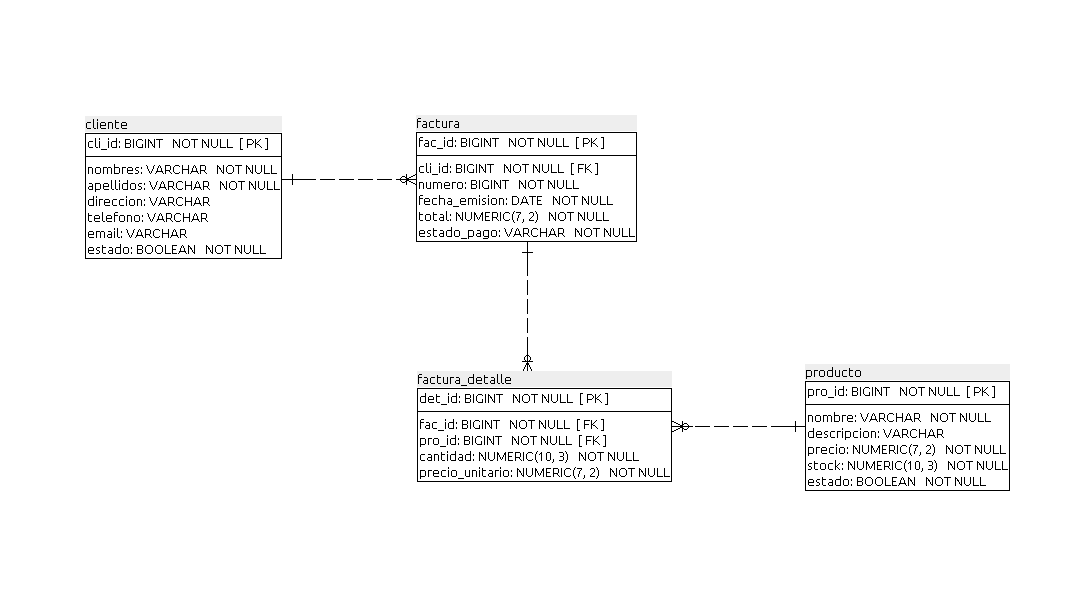 cliente
cli_id: BIGINT NOT NULL [ PK ]
nombres: VARCHAR NOT NULL
apellidos: VARCHAR NOT NULL
direccion: VARCHAR
telefono: VARCHAR
email: VARCHAR
estado: BOOLEAN NOT NULL
factura
fac_id: BIGINT NOT NULL [ PK ]
cli_id: BIGINT NOT NULL [ FK ]
numero: BIGINT NOT NULL
fecha_emision: DATE NOT NULL
total: NUMERIC(7, 2) NOT NULL
estado_pago: VARCHAR NOT NULL
factura_detalle
det_id: BIGINT NOT NULL [ PK ]
fac_id: BIGINT NOT NULL [ FK ]
pro_id: BIGINT NOT NULL [ FK ]
cantidad: NUMERIC(10, 3) NOT NULL
precio_unitario: NUMERIC(7, 2) NOT NULL
producto
pro_id: BIGINT NOT NULL [ PK ]
nombre: VARCHAR NOT NULL
descripcion: VARCHAR
precio: NUMERIC(7, 2) NOT NULL
stock: NUMERIC(10, 3) NOT NULL
estado: BOOLEAN NOT NULL